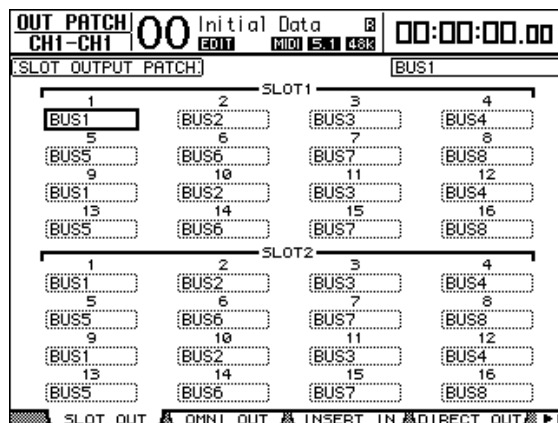 OUT PATCH 00 Initial Data R 00:00:00.00
CH1-CH1 EDIT MIDI 5.1 48k
SLOT OUTPUT PATCH BUS1
SLOT1
1 2 3 4
BUS1 BUS2 BUS3 BUS4
5 6 7 8
BUS5 BUS6 BUS7 BUS8
9 10 11 12
BUS1 BUS2 BUS3 BUS4
13 14 15 16
BUS5 BUS6 BUS7 BUS8
SLOT2
1 2 3 4
BUS1 BUS2 BUS3 BUS4
5 6 7 8
BUS5 BUS6 BUS7 BUS8
9 10 11 12
BUS1 BUS2 BUS3 BUS4
13 14 15 16
BUS5 BUS6 BUS7 BUS8
SLOT OUT OMNI OUT INSERT IN DIRECT OUT